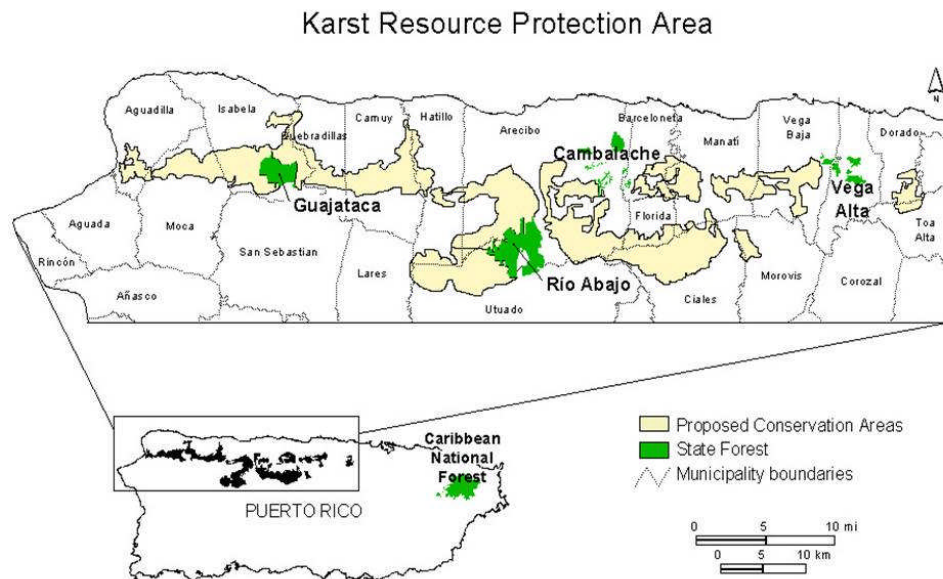 Karst Resource Protection Area
N
Aguadilla
Isabela
Quebradillas
Camuy
Hatillo
Arecibo
Barceloneta
Manatí
Vega
Baja
Dorado
Cambalache
Guajataca
Vega
Alta
Aguada
Moca
San Sebastian
Florida
Toa
Alta
Rincón
Lares
Río Abajo
Morovis
Corozal
Añasco
Utuado
Ciales
Proposed Conservation Areas
State Forest
Municipality boundaries
Caribbean
National
Forest
PUERTO RICO
0 5 10 mi
0 5 10 km